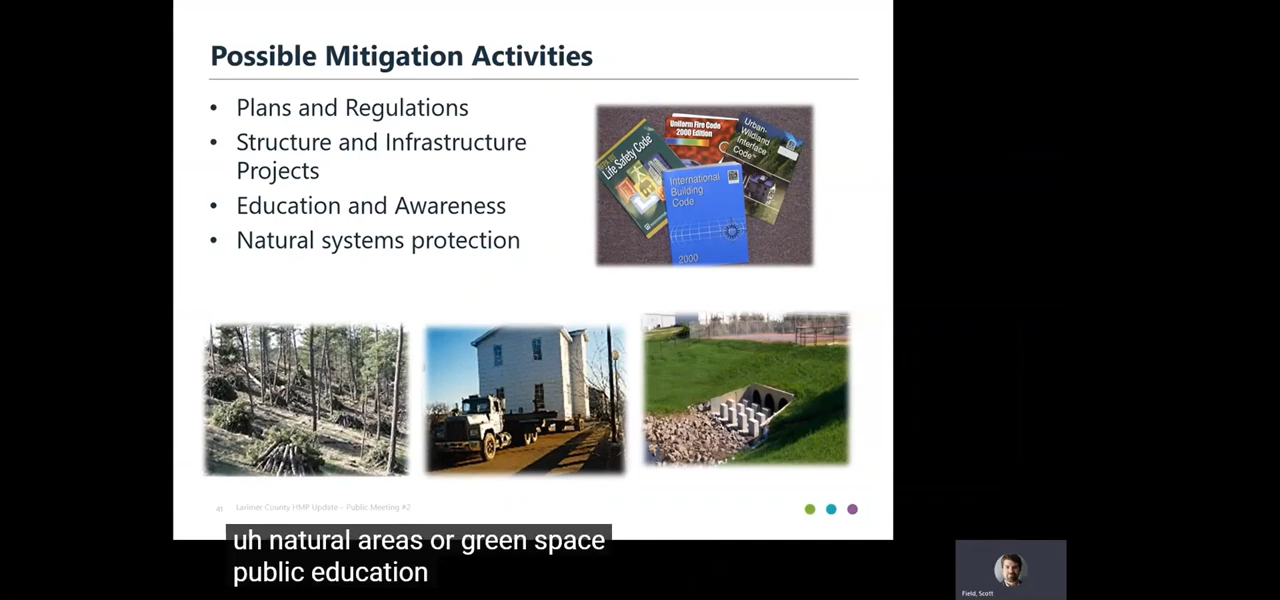 Possible Mitigation Activities
• Plans and Regulations
• Structure and Infrastructure
Projects
• Education and Awareness
• Natural systems protection
Life Safety Code
Uniform Fire Code
2000 Edition
Urban-
Wildland
Interface
Code
International
Building
Code
2000
41 Larimer County HMP Update – Public Meeting #2
uh natural areas or green space
public education
Field, Scott